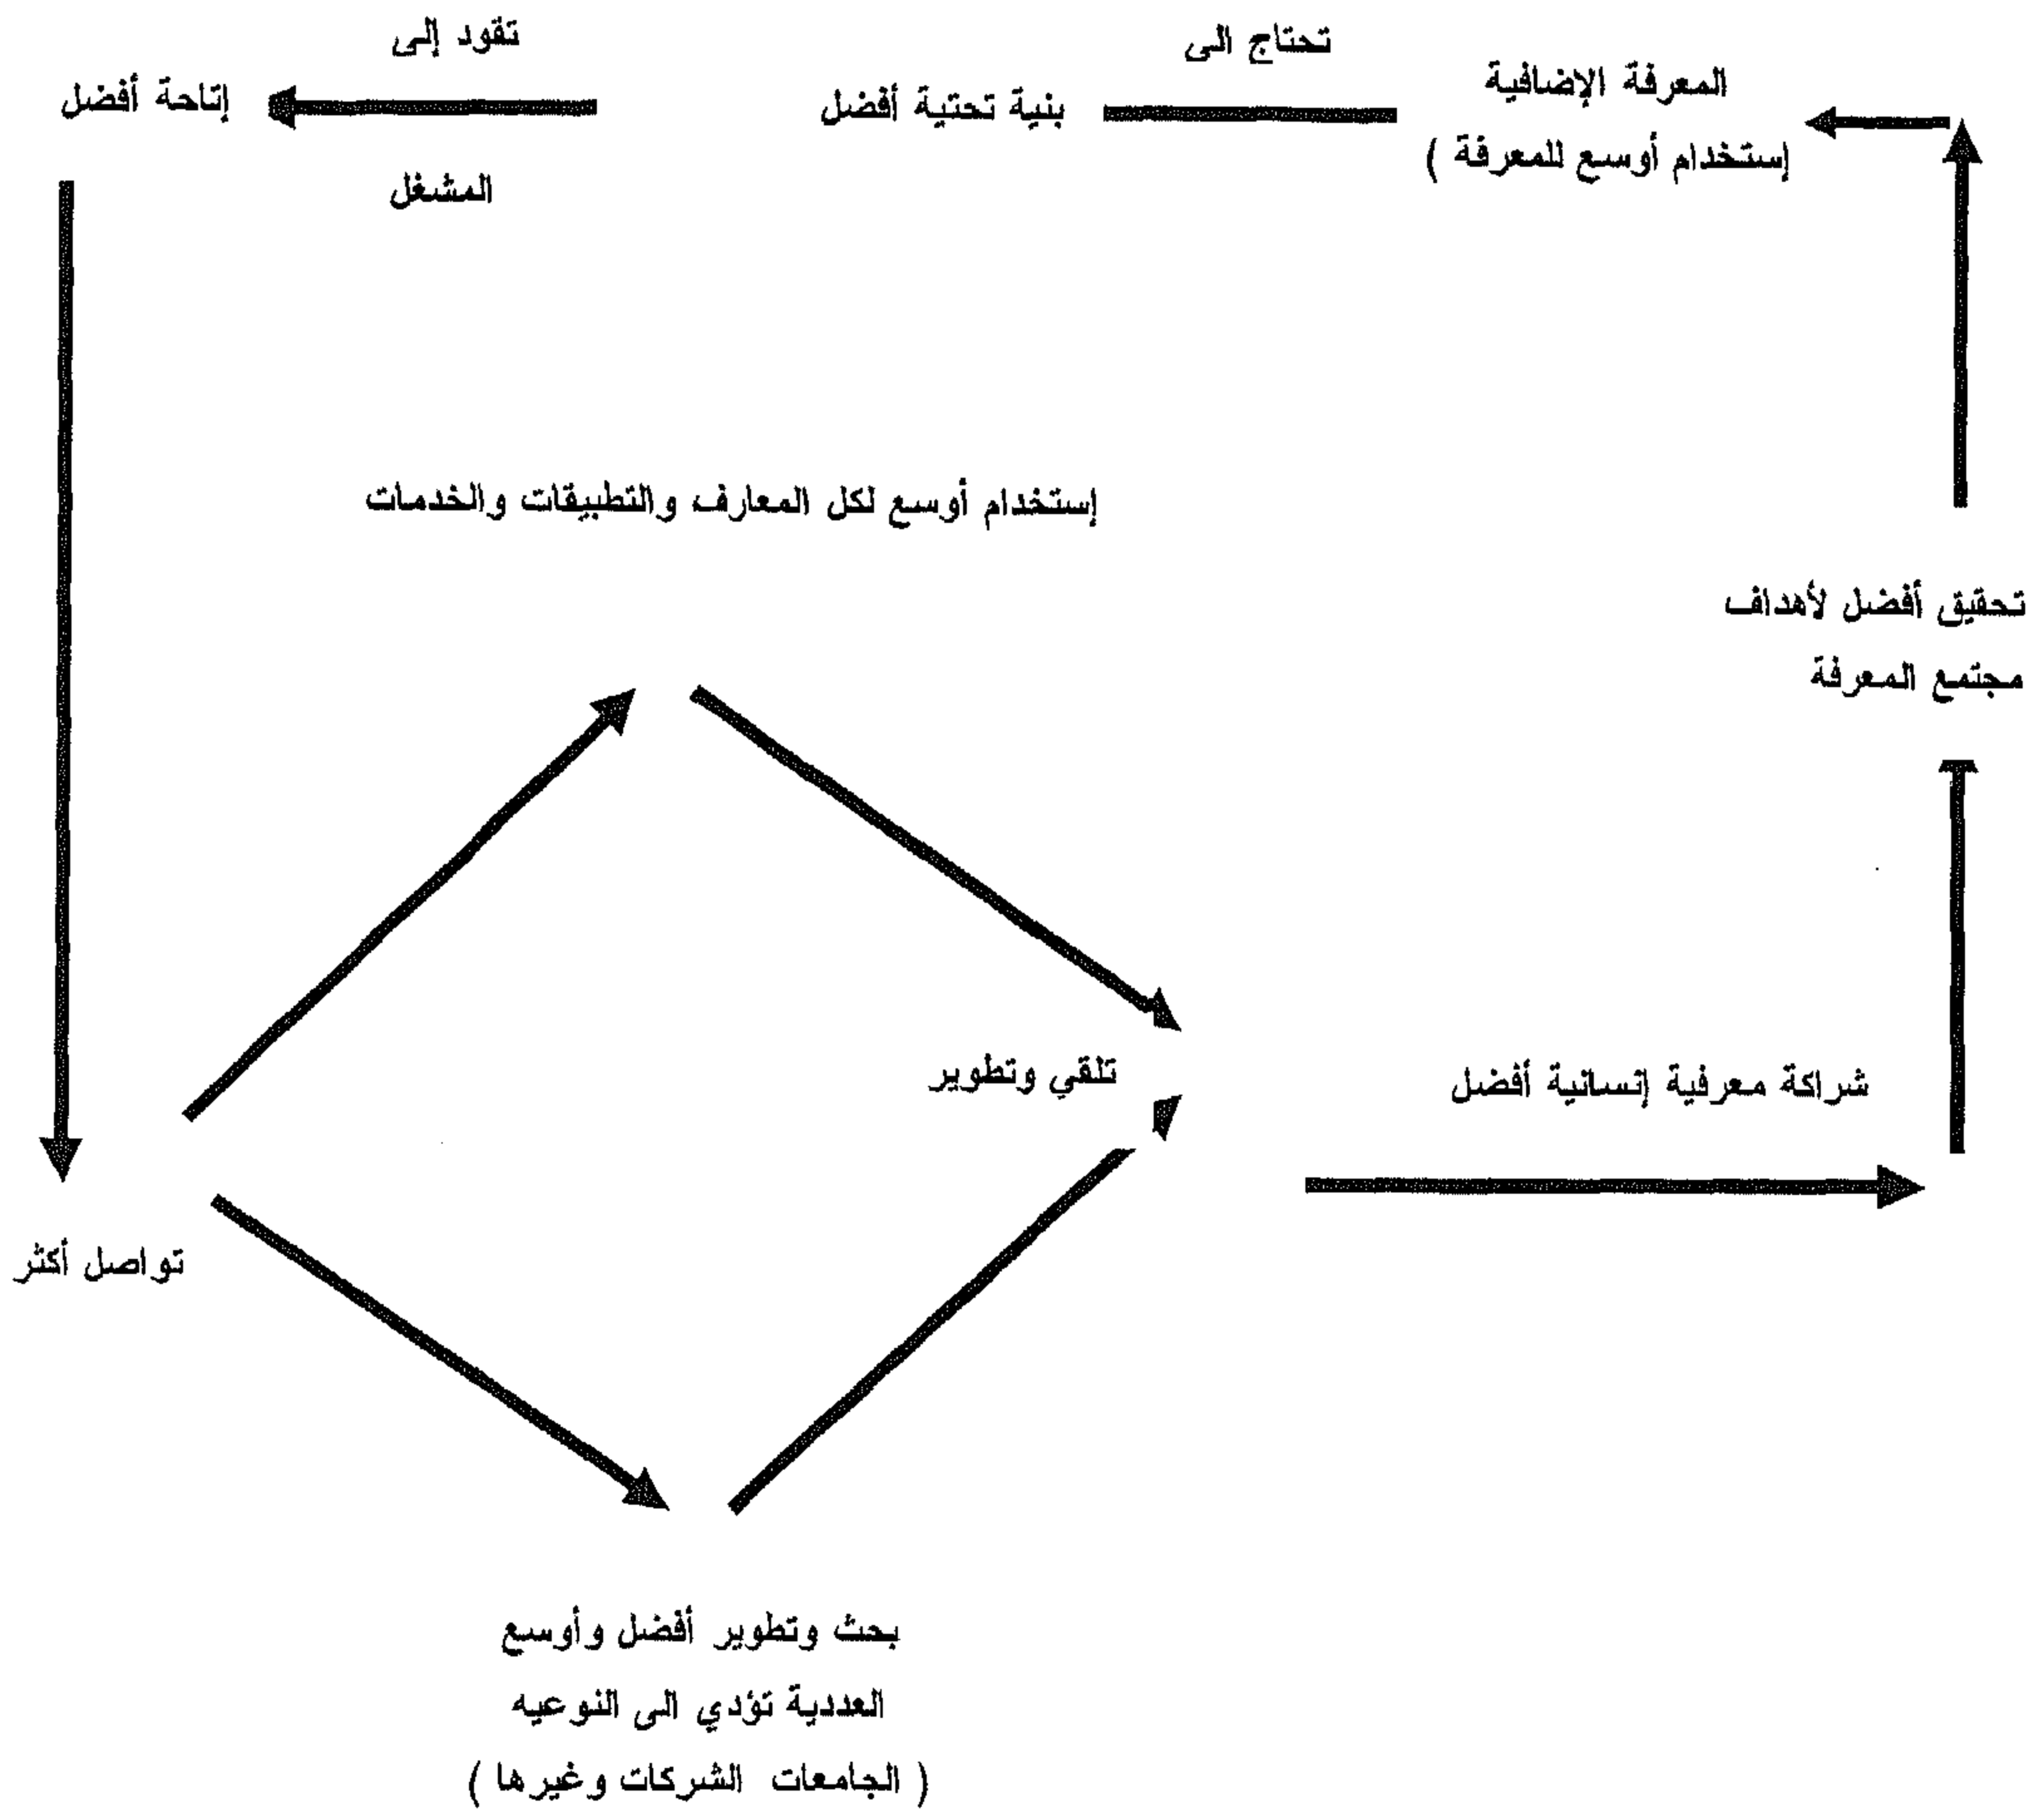 تحتاج الى
تقود إلى
المعرفة الإضافية
بنية تحتية أفضل
إتاحة أفضل
إستخدام أوسع للمعرفة )
المشغل
إستخدام أوسع لكل المعارف والتطبيقات والخدمات
تحقيق أفضل لأهداف
مجتمع المعرفة
شراكة معرفية إنسانية أفضل
تلقي وتطوير
تواصل أكثر
بحث وتطوير أفضل وأوسع
العددية تؤدي الى النوعيه
( الجامعات الشركات وغيرها )